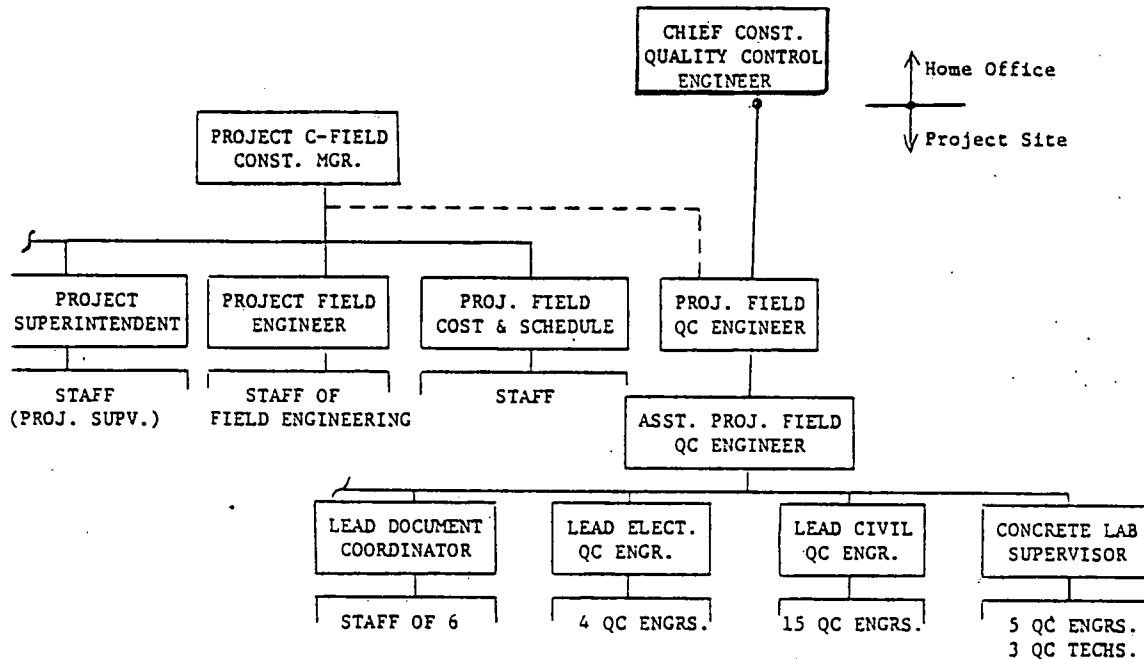 CHIEF CONST.
QUALITY CONTROL
ENGINEER
Home Office
Project Site
PROJECT C-FIELD
CONST. MGR.
PROJECT
SUPERINTENDENT
PROJECT FIELD
ENGINEER
PROJ. FIELD
COST & SCHEDULE
PROJ. FIELD
QC ENGINEER
STAFF
(PROJ. SUPV.)
STAFF OF
FIELD ENGINEERING
STAFF
ASST. PROJ. FIELD
QC ENGINEER
LEAD DOCUMENT
COORDINATOR
LEAD ELECT.
QC ENGR.
LEAD CIVIL
QC ENGR.
CONCRETE LAB
SUPERVISOR
STAFF OF 6
4 QC ENGRS.
15 QC ENGRS.
5 QC ENGRS.
3 QC TECHS.